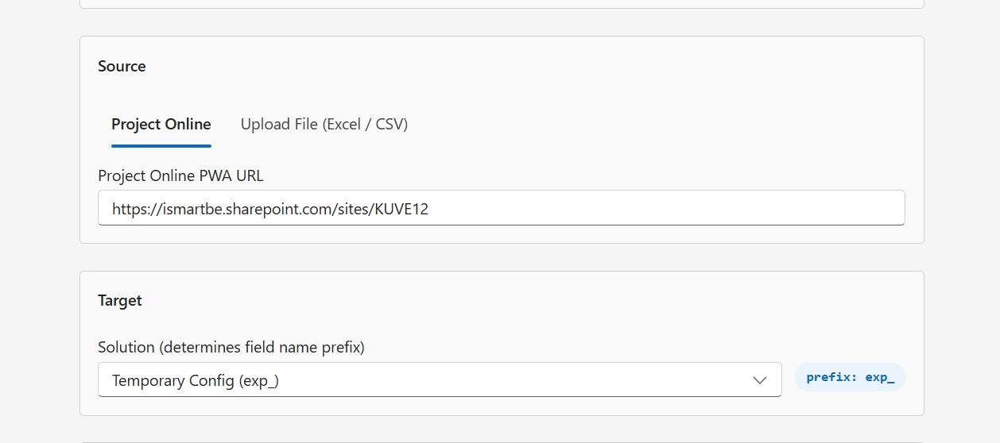 Source
Project Online Upload File (Excel / CSV)
Project Online PWA URL
https://ismartbe.sharepoint.com/sites/KUVE12
Target
Solution (determines field name prefix)
Temporary Config (exp_) prefix: exp_